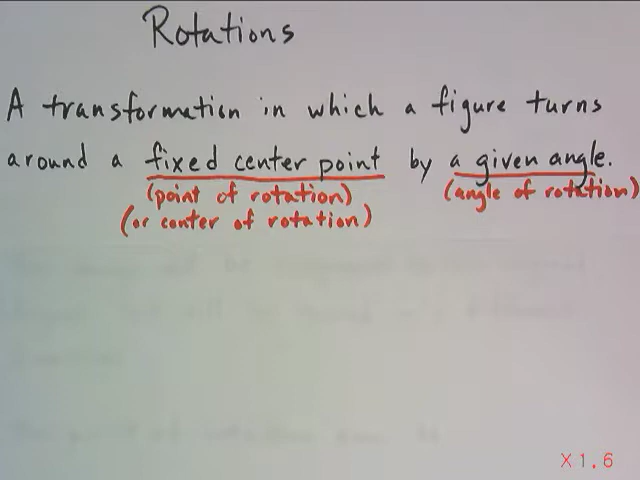 Rotations
A transformation in which a figure turns
around a fixed center point by a given angle.
(point of rotation) (angle of rotation)
(or center of rotation)
X1.6